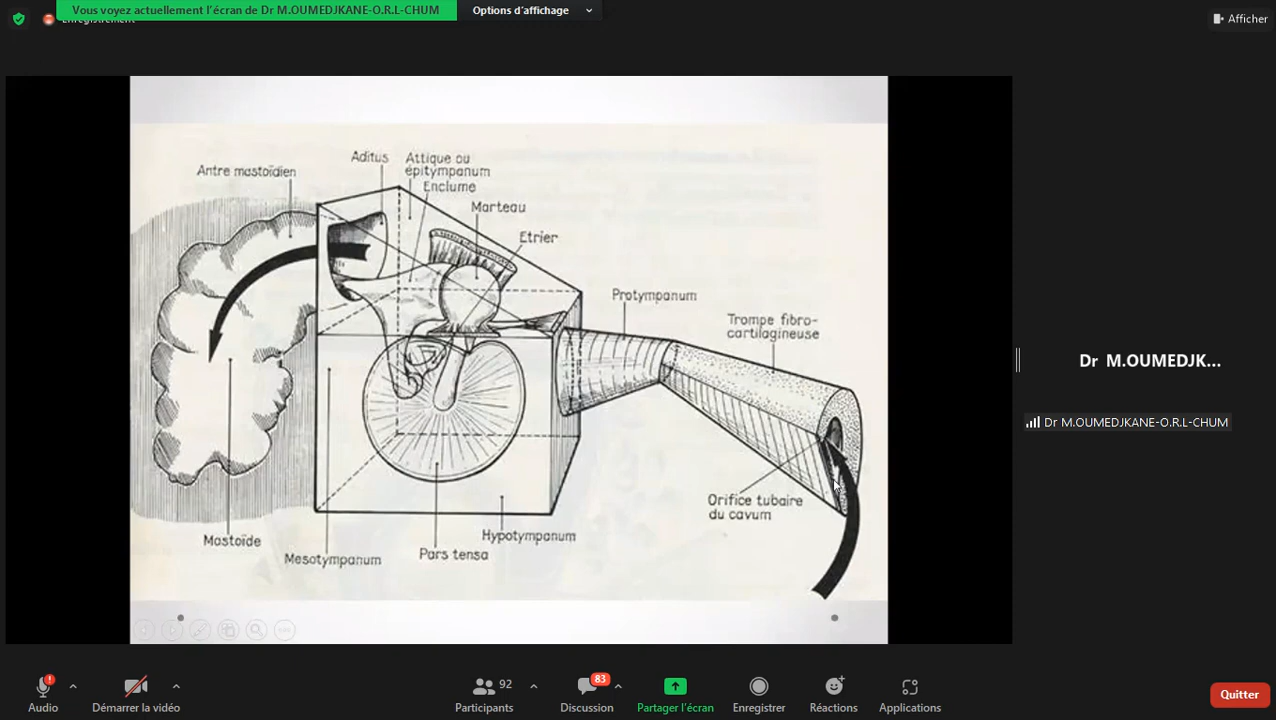 Vous voyez actuellement l'écran de Dr M.OUMEDJKANE-O.R.L-CHUM
Options d'affichage
Enregistrement
Afficher
Antre mastoïdien
Aditus
Attique ou
épitympanum
Enclume
Marteau
Etrier
Protympanum
Trompe fibro-
cartilagineuse
Orifice tubaire
du cavum
Hypotympanum
Pars tensa
Mesotympanum
Mastoïde
Dr M.OUMEDJK...
Dr M.OUMEDJKANE-O.R.L-CHUM
Audio
Démarrer la vidéo
92
Participants
83
Discussion
Partager l'écran
Enregistrer
Réactions
Applications
Quitter